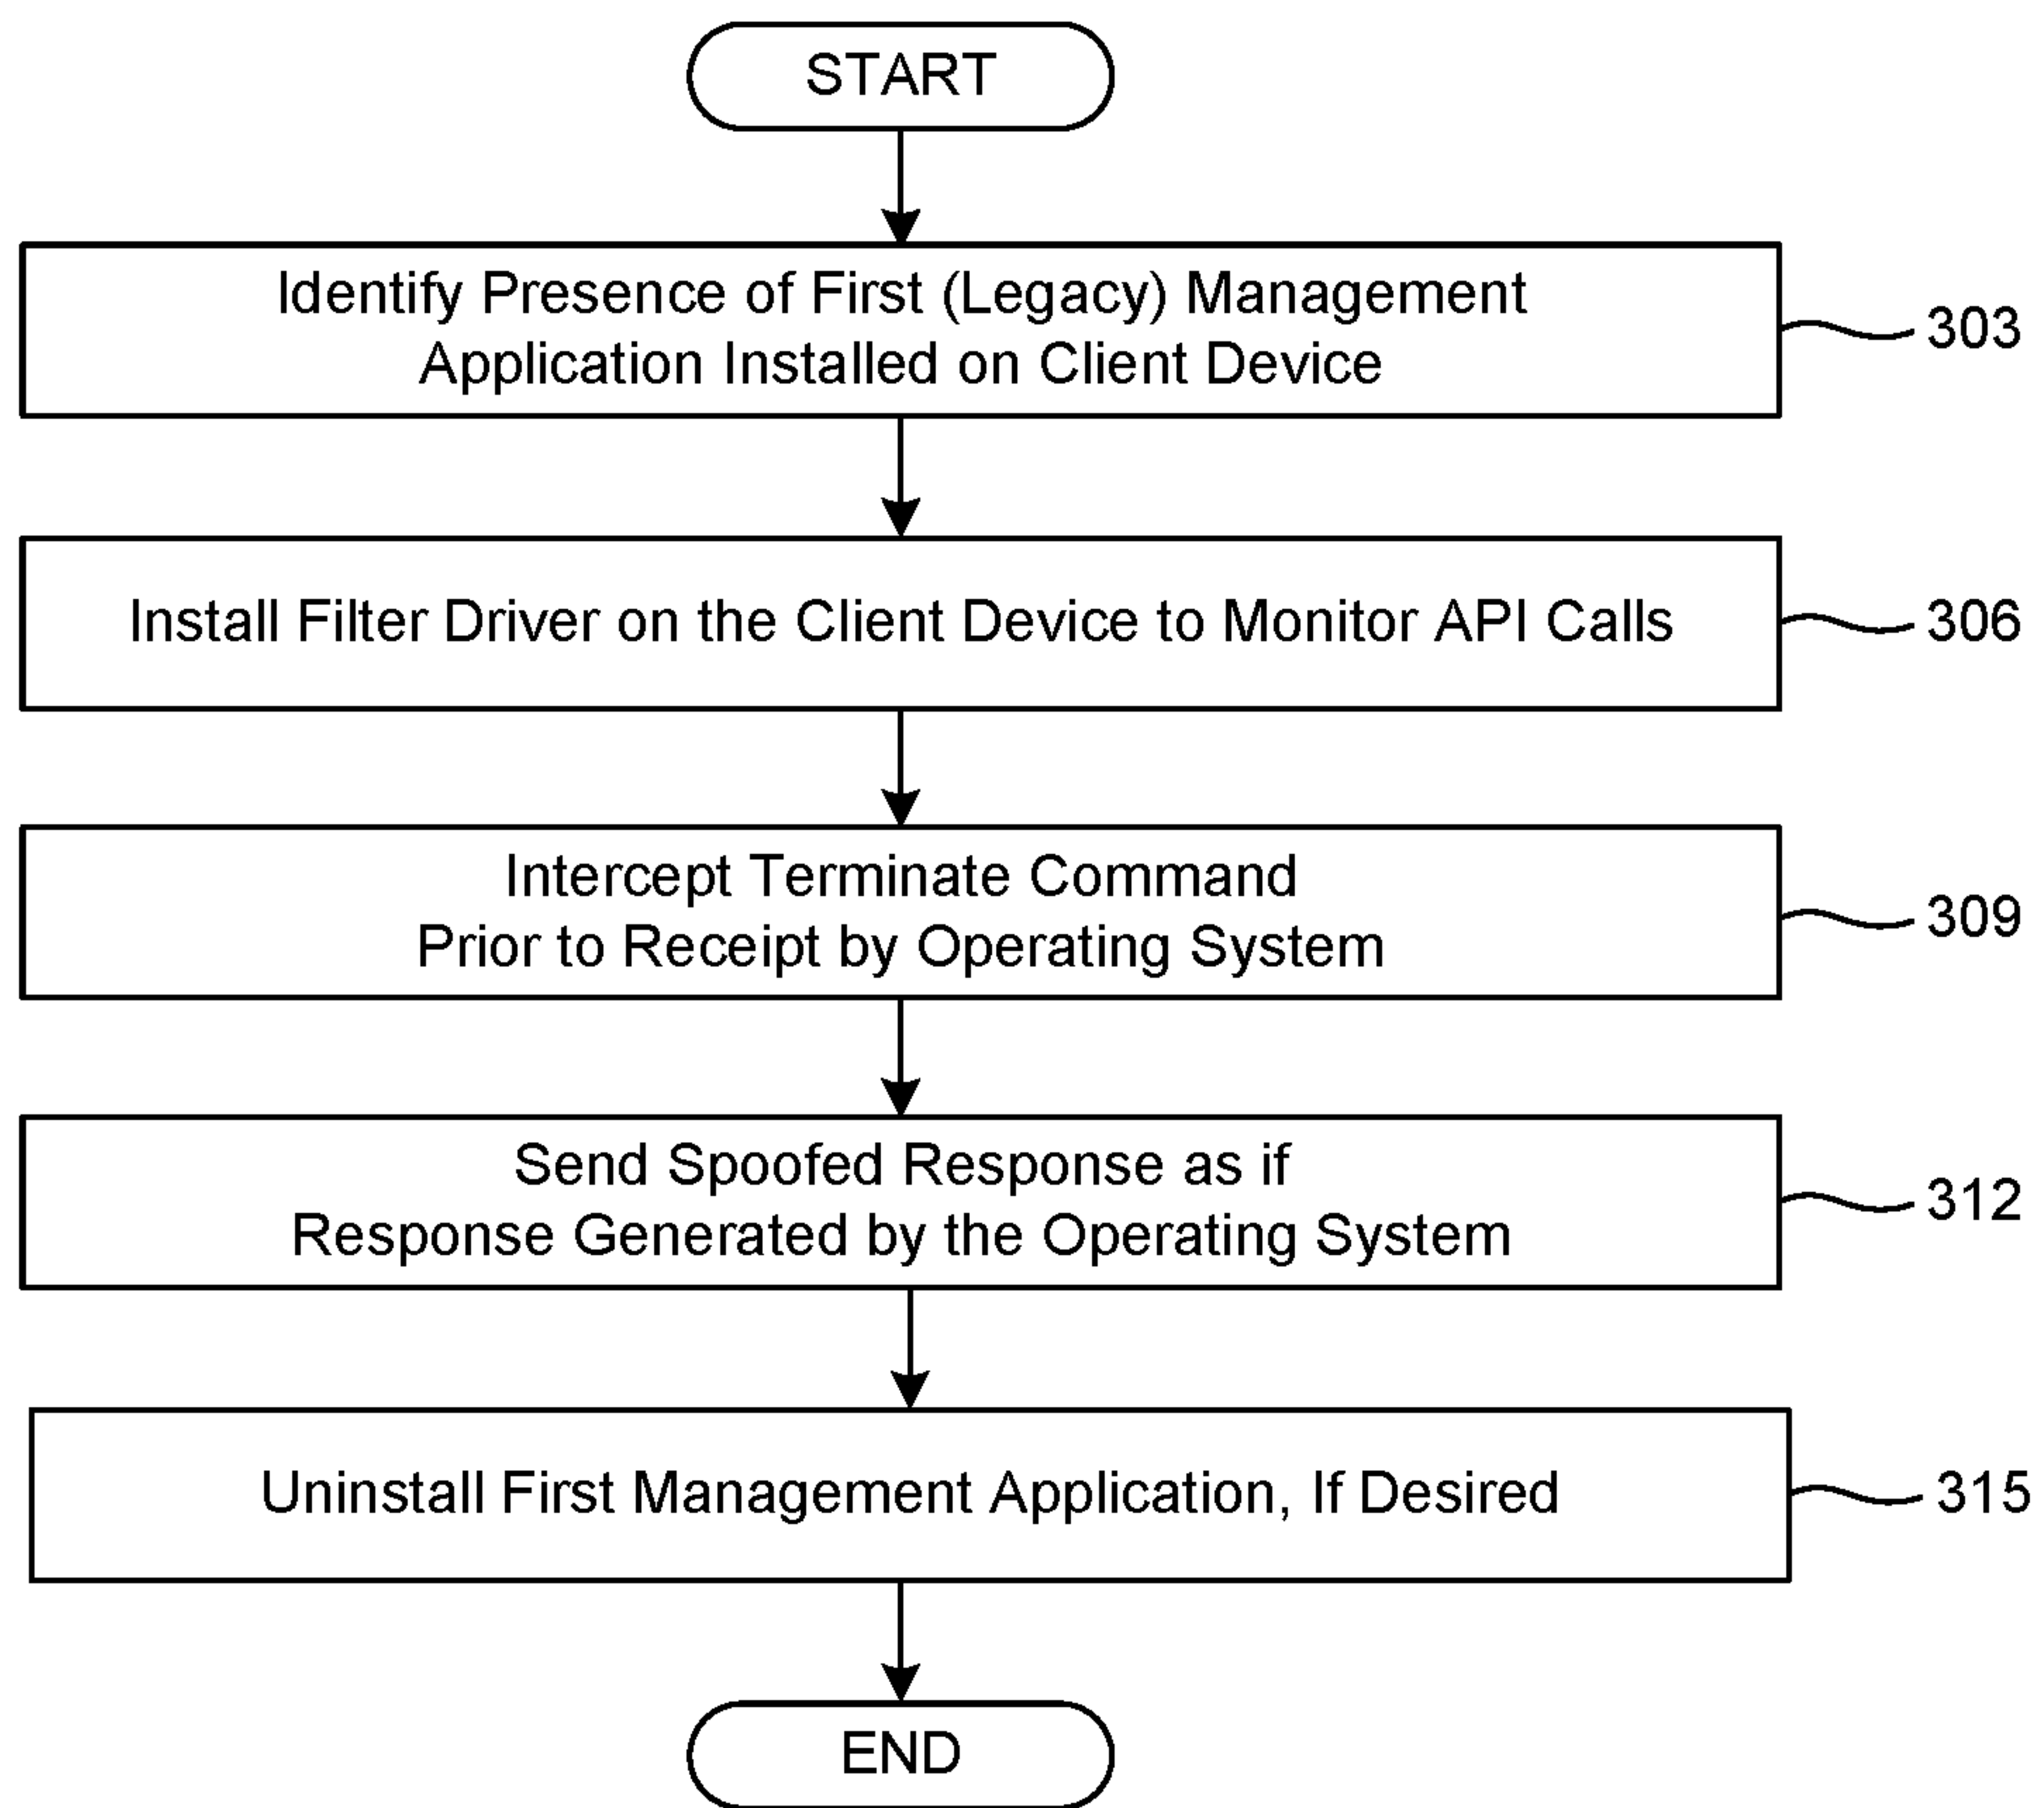 START
Identify Presence of First (Legacy) Management
Application Installed on Client Device
303
Install Filter Driver on the Client Device to Monitor API Calls
306
Intercept Terminate Command
Prior to Receipt by Operating System
309
Send Spoofed Response as if
Response Generated by the Operating System
312
Uninstall First Management Application, If Desired
315
END